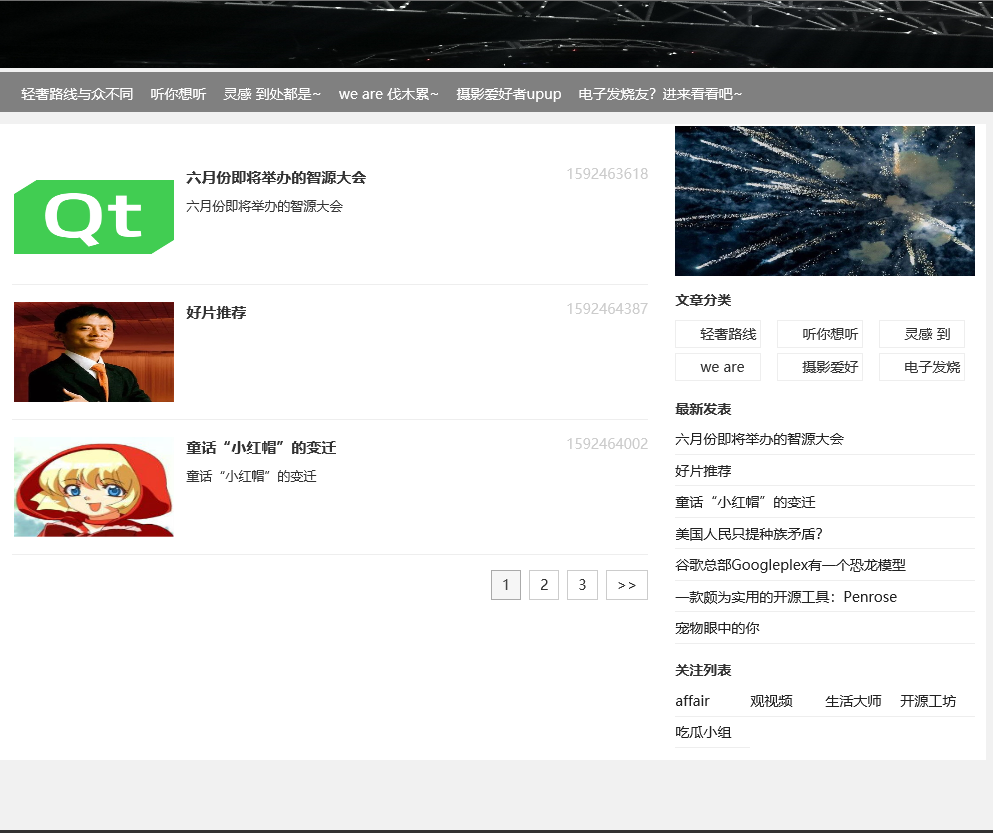 轻奢路线与众不同 听你想听 灵感 到处都是~ we are 伐木累~ 摄影爱好者upup 电子发烧友？进来看看吧~
Qt
六月份即将举办的智源大会 1592463618
六月份即将举办的智源大会
好片推荐 1592464387
童话“小红帽”的变迁 1592464002
童话“小红帽”的变迁
1 2 3 >>
文章分类
轻奢路线 听你想听 灵感 到
we are 摄影爱好 电子发烧
最新发表
六月份即将举办的智源大会
好片推荐
童话“小红帽”的变迁
美国人民只提种族矛盾？
谷歌总部Googleplex有一个恐龙模型
一款颇为实用的开源工具：Penrose
宠物眼中的你
关注列表
affair 观视频 生活大师 开源工坊
吃瓜小组